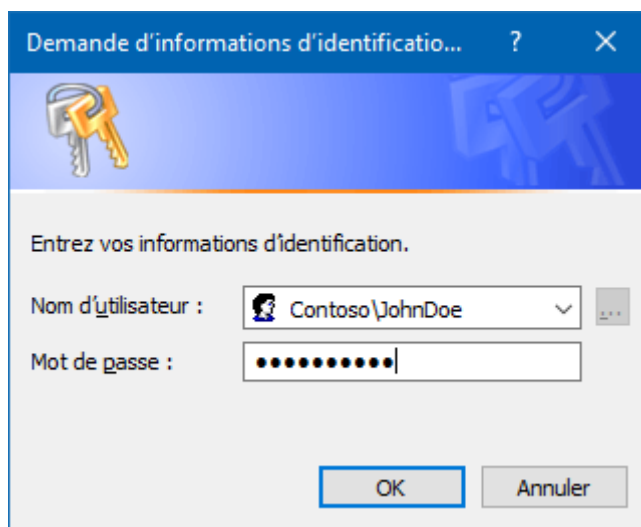 Demande d’informations d’identificatio...
Entrez vos informations d’identification.
Nom d’utilisateur : Contoso\JohnDoe ...
Mot de passe : ●●●●●●●●●●
OK Annuler